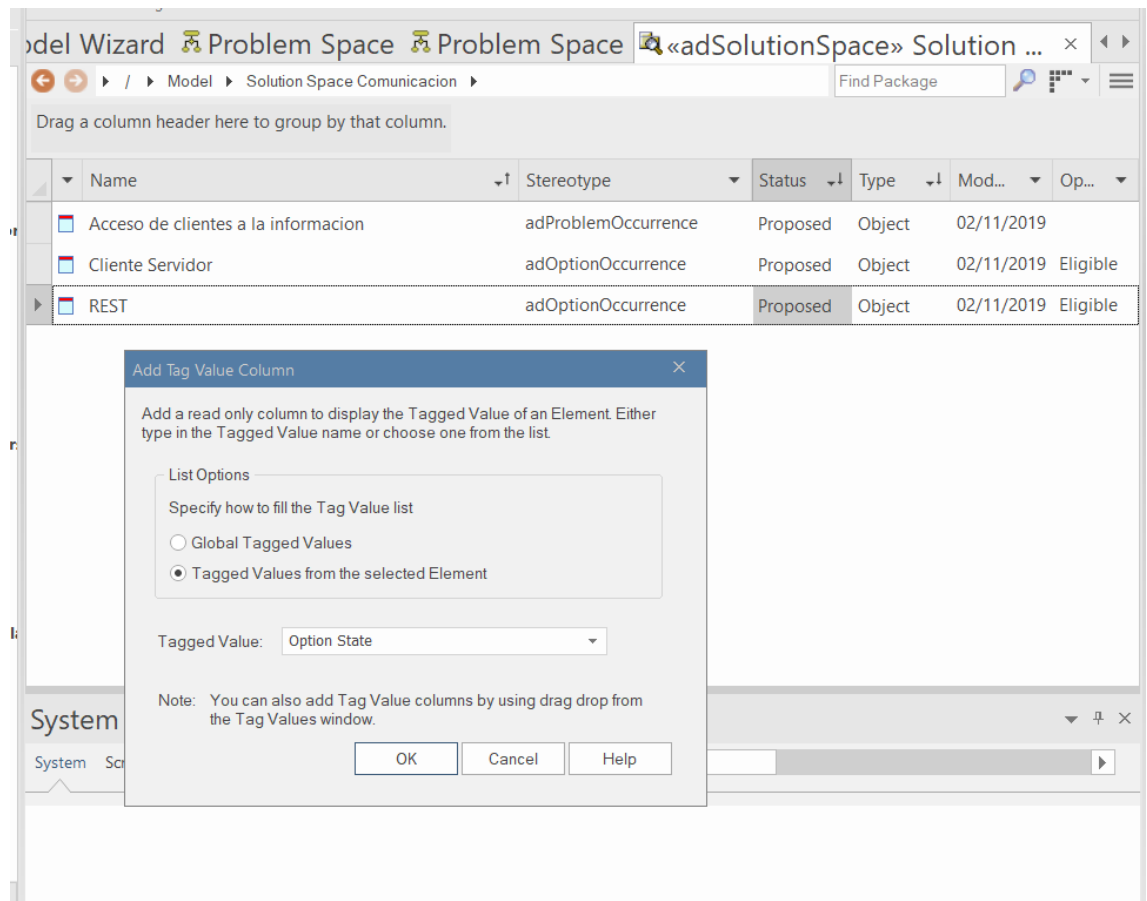 odel Wizard Problem Space Problem Space «adSolutionSpace» Solution ... ×
/ Model Solution Space Comunicacion Find Package
Drag a column header here to group by that column.
Name Stereotype Status Type Mod... Op...
Acceso de clientes a la informacion adProblemOccurrence Proposed Object 02/11/2019
Cliente Servidor adOptionOccurrence Proposed Object 02/11/2019 Eligible
REST adOptionOccurrence Proposed Object 02/11/2019 Eligible
Add Tag Value Column
Add a read only column to display the Tagged Value of an Element. Either
type in the Tagged Value name or choose one from the list.
List Options
Specify how to fill the Tag Value list
Global Tagged Values
Tagged Values from the selected Element
Tagged Value: Option State
Note: You can also add Tag Value columns by using drag drop from
the Tag Values window.
OK Cancel Help
System
System Scr